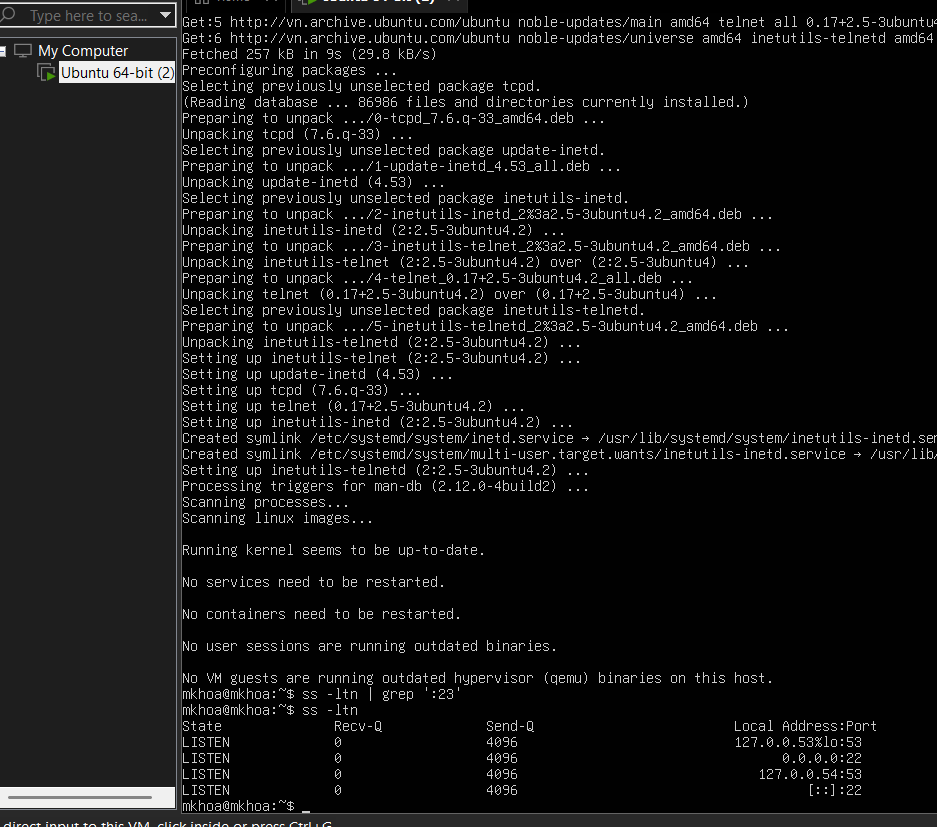 Type here to sea...
My Computer
Ubuntu 64-bit (2)
Get:5 http://vn.archive.ubuntu.com/ubuntu noble-updates/main amd64 telnet all 0.17+2.5-3ubuntu4
Get:6 http://vn.archive.ubuntu.com/ubuntu noble-updates/universe amd64 inetutils-telnetd amd64
Fetched 257 kB in 9s (29.8 kB/s)
Preconfiguring packages ...
Selecting previously unselected package tcpd.
(Reading database ... 86986 files and directories currently installed.)
Preparing to unpack .../0-tcpd_7.6.q-33_amd64.deb ...
Unpacking tcpd (7.6.q-33) ...
Selecting previously unselected package update-inetd.
Preparing to unpack .../1-update-inetd_4.53_all.deb ...
Unpacking update-inetd (4.53) ...
Selecting previously unselected package inetutils-inetd.
Preparing to unpack .../2-inetutils-inetd_2%3a2.5-3ubuntu4.2_amd64.deb ...
Unpacking inetutils-inetd (2:2.5-3ubuntu4.2) ...
Preparing to unpack .../3-inetutils-telnet_2%3a2.5-3ubuntu4.2_amd64.deb ...
Unpacking inetutils-telnet (2:2.5-3ubuntu4.2) over (2:2.5-3ubuntu4) ...
Preparing to unpack .../4-telnet_0.17+2.5-3ubuntu4.2_all.deb ...
Unpacking telnet (0.17+2.5-3ubuntu4.2) over (0.17+2.5-3ubuntu4) ...
Selecting previously unselected package inetutils-telnetd.
Preparing to unpack .../5-inetutils-telnetd_2%3a2.5-3ubuntu4.2_amd64.deb ...
Unpacking inetutils-telnetd (2:2.5-3ubuntu4.2) ...
Setting up inetutils-telnet (2:2.5-3ubuntu4.2) ...
Setting up update-inetd (4.53) ...
Setting up tcpd (7.6.q-33) ...
Setting up telnet (0.17+2.5-3ubuntu4.2) ...
Setting up inetutils-inetd (2:2.5-3ubuntu4.2) ...
Created symlink /etc/systemd/system/inetd.service → /usr/lib/systemd/system/inetutils-inetd.ser
Created symlink /etc/systemd/system/multi-user.target.wants/inetutils-inetd.service → /usr/lib/
Setting up inetutils-telnetd (2:2.5-3ubuntu4.2) ...
Processing triggers for man-db (2.12.0-4build2) ...
Scanning processes...
Scanning linux images...
Running kernel seems to be up-to-date.
No services need to be restarted.
No containers need to be restarted.
No user sessions are running outdated binaries.
No VM guests are running outdated hypervisor (qemu) binaries on this host.
mkhoa@mkhoa:~$ ss -ltn | grep ':23'
mkhoa@mkhoa:~$ ss -ltn
State Recv-Q Send-Q Local Address:Port
LISTEN 0 4096 127.0.0.53%lo:53
LISTEN 0 4096 0.0.0.0:22
LISTEN 0 4096 127.0.0.54:53
LISTEN 0 4096 [::]:22
mkhoa@mkhoa:~$ _
direct input to this VM, click inside or press Ctrl+G